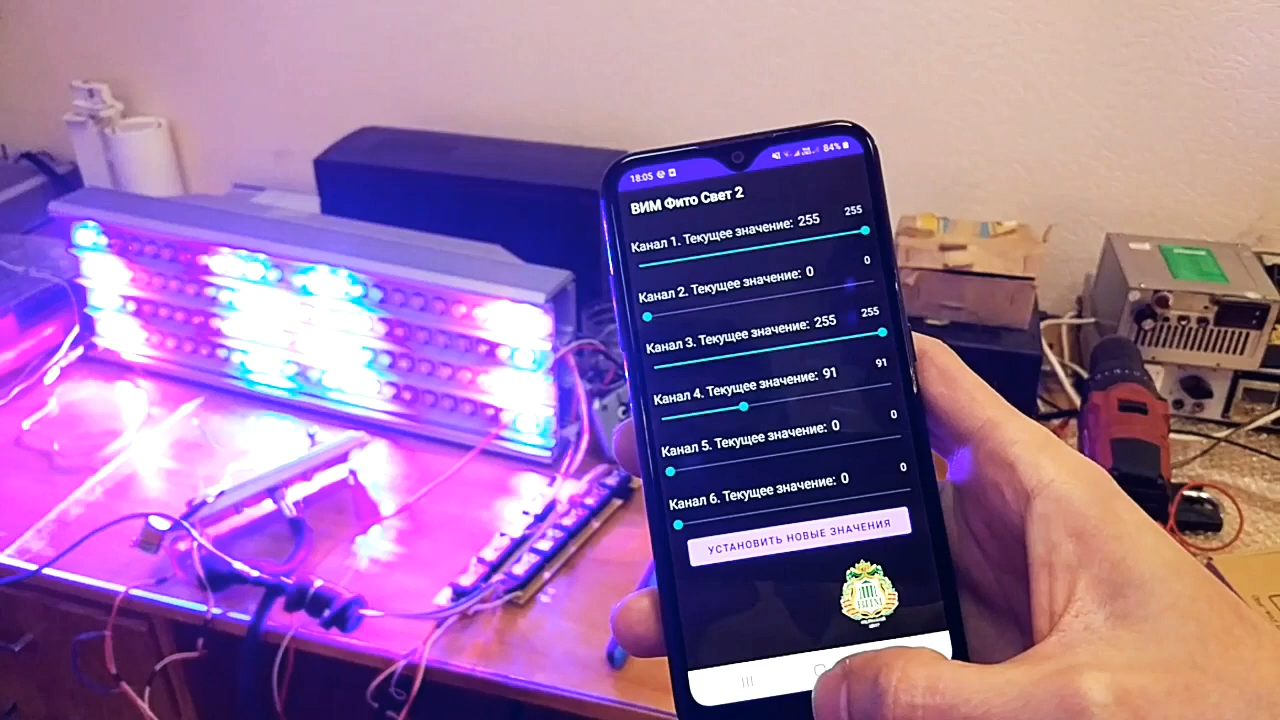 18:05 84%
ВИМ Фито Свет 2
Канал 1. Текущее значение: 255 255
Канал 2. Текущее значение: 0 0
Канал 3. Текущее значение: 255 255
Канал 4. Текущее значение: 91 91
Канал 5. Текущее значение: 0 0
Канал 6. Текущее значение: 0 0
УСТАНОВИТЬ НОВЫЕ ЗНАЧЕНИЯ
ВИМ